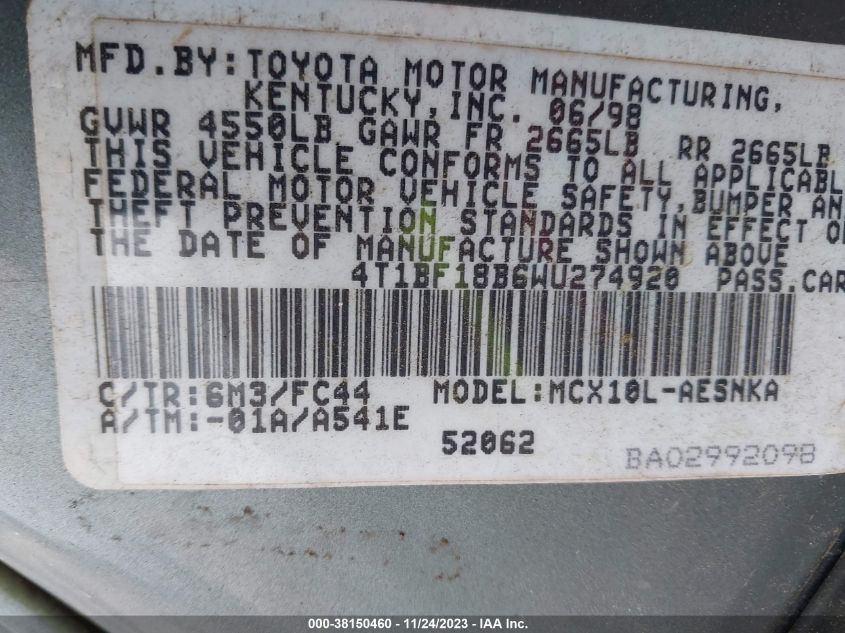 MFD.BY:TOYOTA MOTOR MANUFACTURING,
KENTUCKY,INC. 06/98
GVWR 4550LB GAWR FR 2665LB RR 2665LB
THIS VEHICLE CONFORMS TO ALL APPLICABL
FEDERAL MOTOR VEHICLE SAFETY,BUMPER AN
THEFT PREVENTION STANDARDS IN EFFECT O
THE DATE OF MANUFACTURE SHOWN ABOVE
4T1BF18B6WU274920 PASS.CAR
C/TR:6M3/FC44 MODEL:MCX10L-AESNKA
A/TM:-01A/A541E
52062
BA02992098
000-38150460 - 11/24/2023 - IAA Inc.